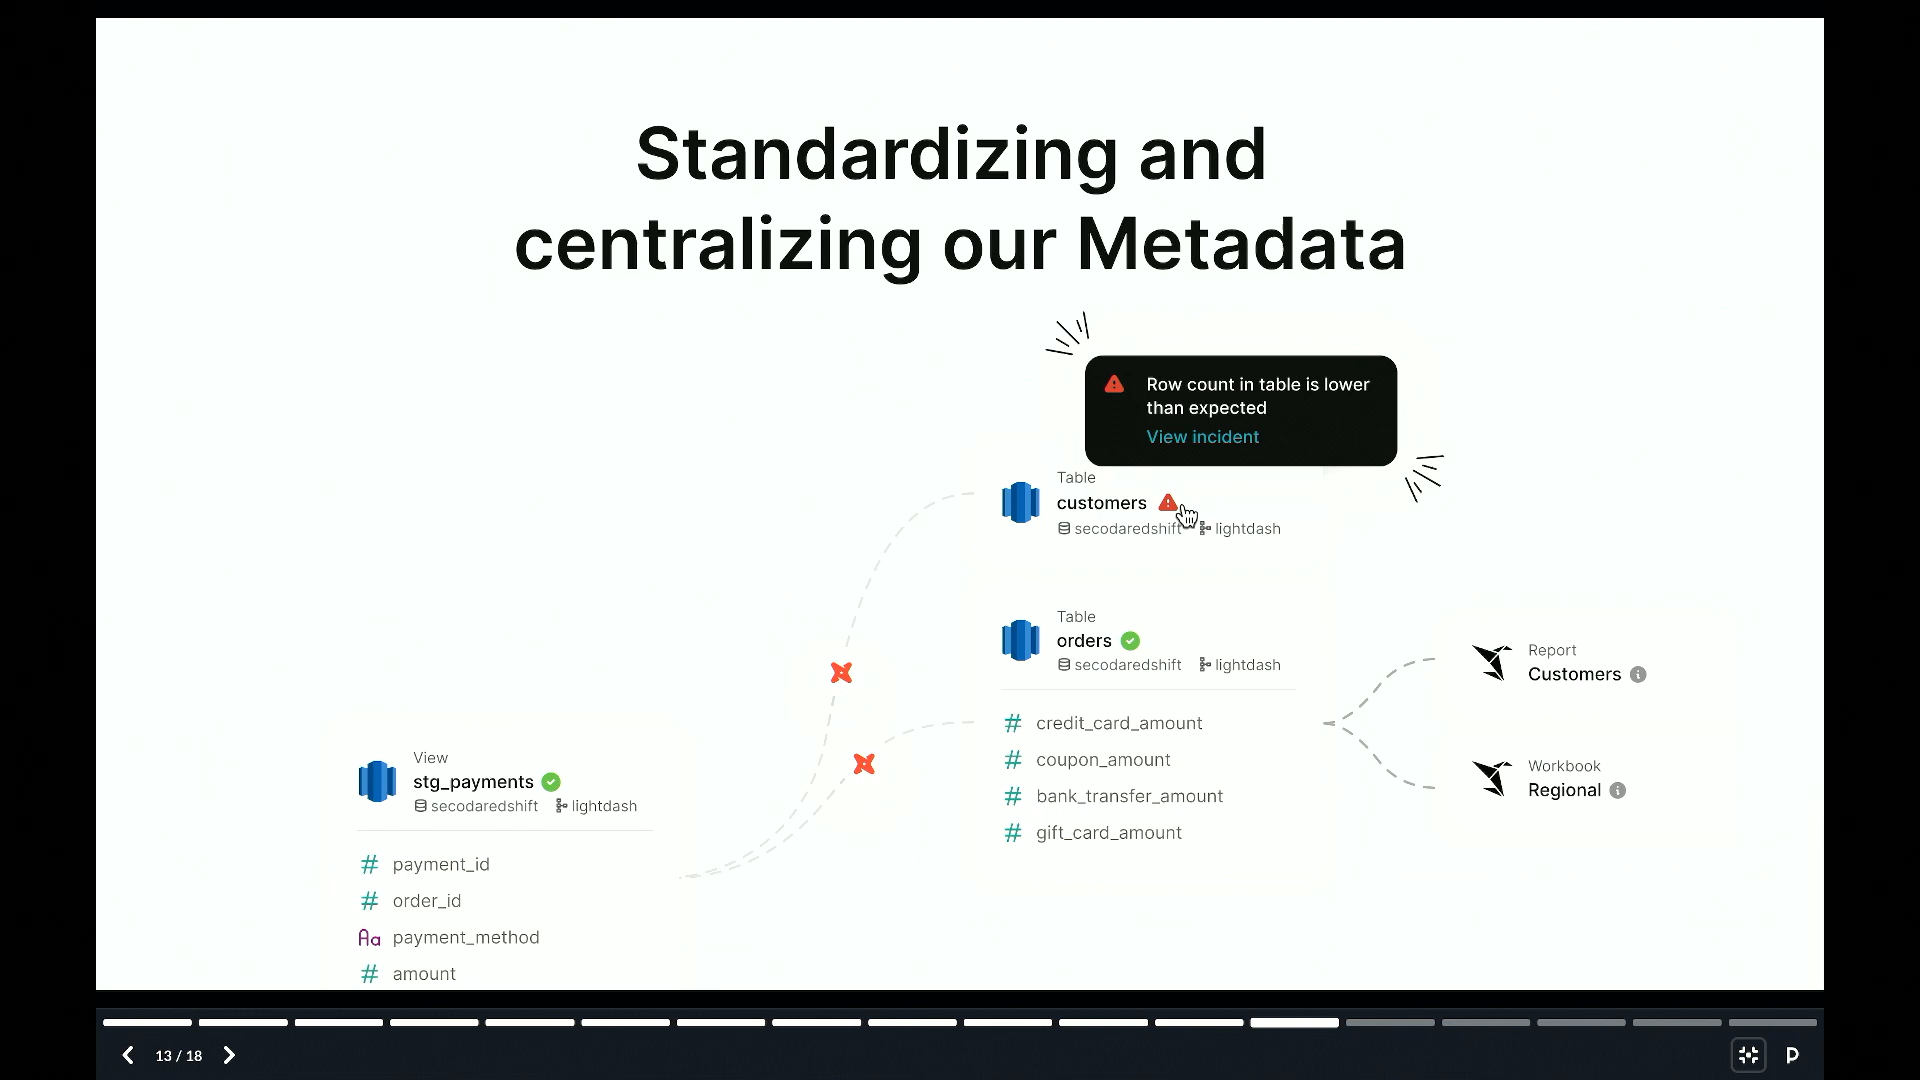 Standardizing and
centralizing our Metadata
Row count in table is lower
than expected
View incident
Table
customers
secodaredshift lightdash
Table
orders
secodaredshift lightdash
credit_card_amount
coupon_amount
bank_transfer_amount
gift_card_amount
Report
Customers
Workbook
Regional
View
stg_payments
secodaredshift lightdash
payment_id
order_id
Aa payment_method
amount
13 / 18